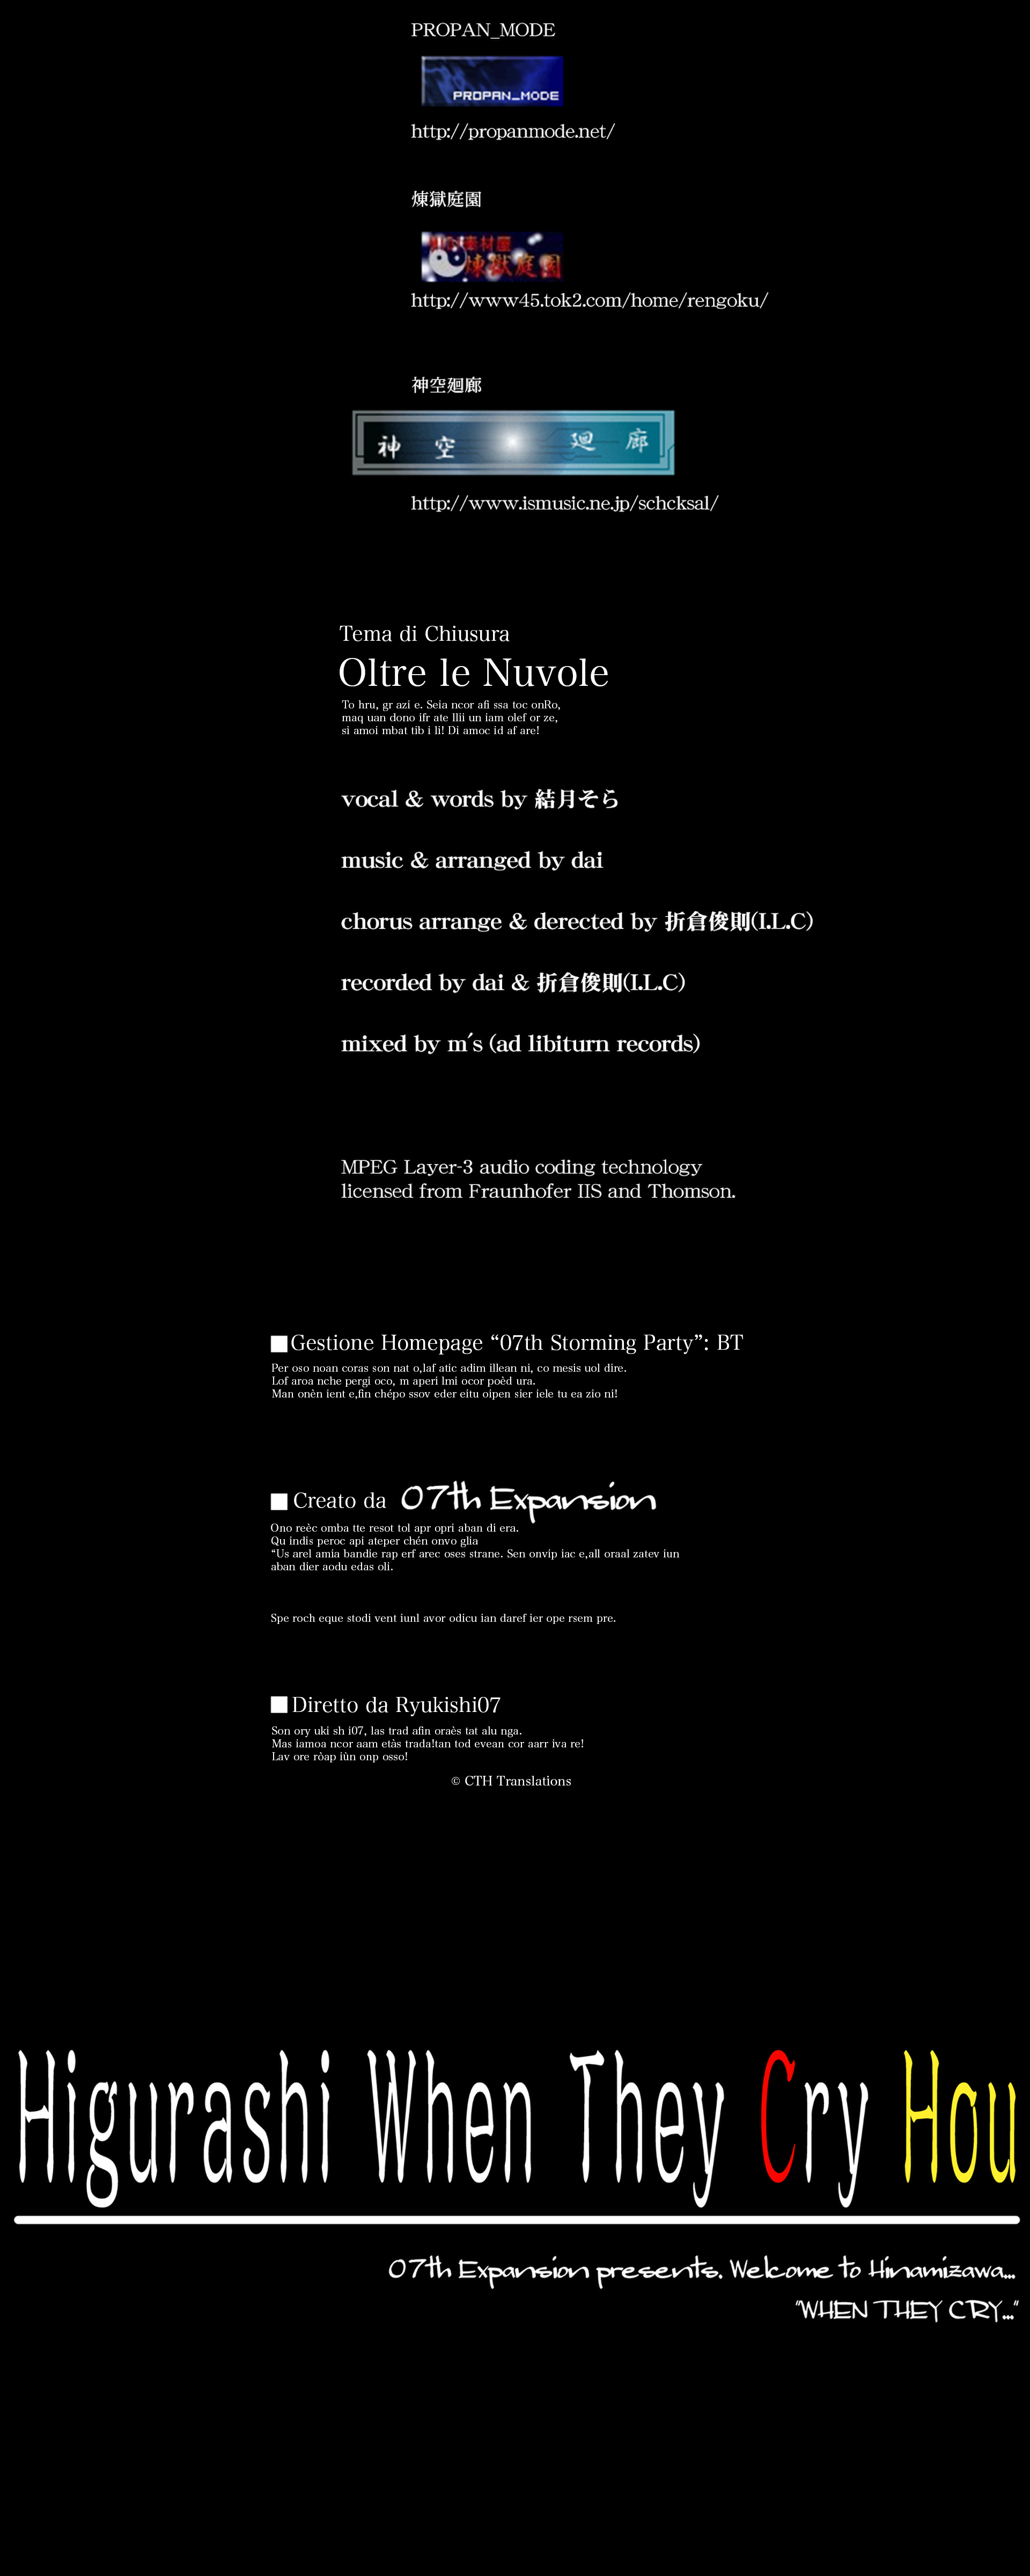 PROPAN_MODE
PROPAN_MODE
http://propanmode.net/
煉獄庭園
素材屋
煉獄庭園
http://www45.tok2.com/home/rengoku/
神空廻廊
神空廻廊
http://www.ismusic.ne.jp/schcksal/
Tema di Chiusura
Oltre le Nuvole
To hru, gr azi e. Seia ncor afi ssa toc onRo,
maq uan dono ifr ate llii un iam olef or ze,
si amoi mbat tib i li! Di amoc id af are!
vocal & words by 結月そら
music & arranged by dai
chorus arrange & derected by 折倉俊則(I.L.C)
recorded by dai & 折倉俊則(I.L.C)
mixed by m´s (ad libiturn records)
MPEG Layer-3 audio coding technology
licensed from Fraunhofer IIS and Thomson.
■Gestione Homepage “07th Storming Party”: BT
Per oso noan coras son nat o,laf atic adim illean ni, co mesis uol dire.
Lof aroa nche pergi oco, m aperi lmi ocor poèd ura.
Man onèn ient e,fin chépo ssov eder eitu oipen sier iele tu ea zio ni!
■ Creato da 07th Expansion
Ono reèc omba tte resot tol apr opri aban di era.
Qu indis peroc api ateper chén onvo glia
“Us arel amia bandie rap erf arec oses strane. Sen onvip iac e,all oraal zatev iun
aban dier aodu edas oli.
Spe roch eque stodi vent iunl avor odicu ian daref ier ope rsem pre.
■ Diretto da Ryukishi07
Son ory uki sh i07, las trad afin oraès tat alu nga.
Mas iamoa ncor aam etàs trada!tan tod evean cor aarr iva re!
Lav ore ròap iùn onp osso!
© CTH Translations
Higurashi When They Cry Hou
07th Expansion presents. Welcome to Hinamizawa...
"WHEN THEY CRY..."